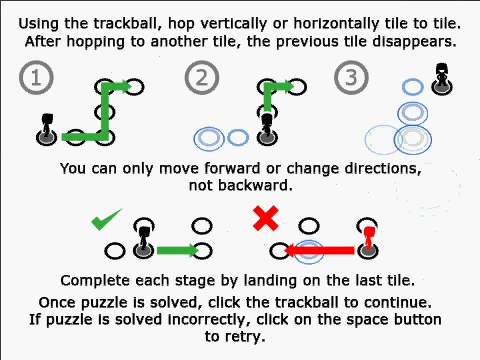 Using the trackball, hop vertically or horizontally tile to tile.
After hopping to another tile, the previous tile disappears.
1 2 3
You can only move forward or change directions,
not backward.
Complete each stage by landing on the last tile.
Once puzzle is solved, click the trackball to continue.
If puzzle is solved incorrectly, click on the space button
to retry.